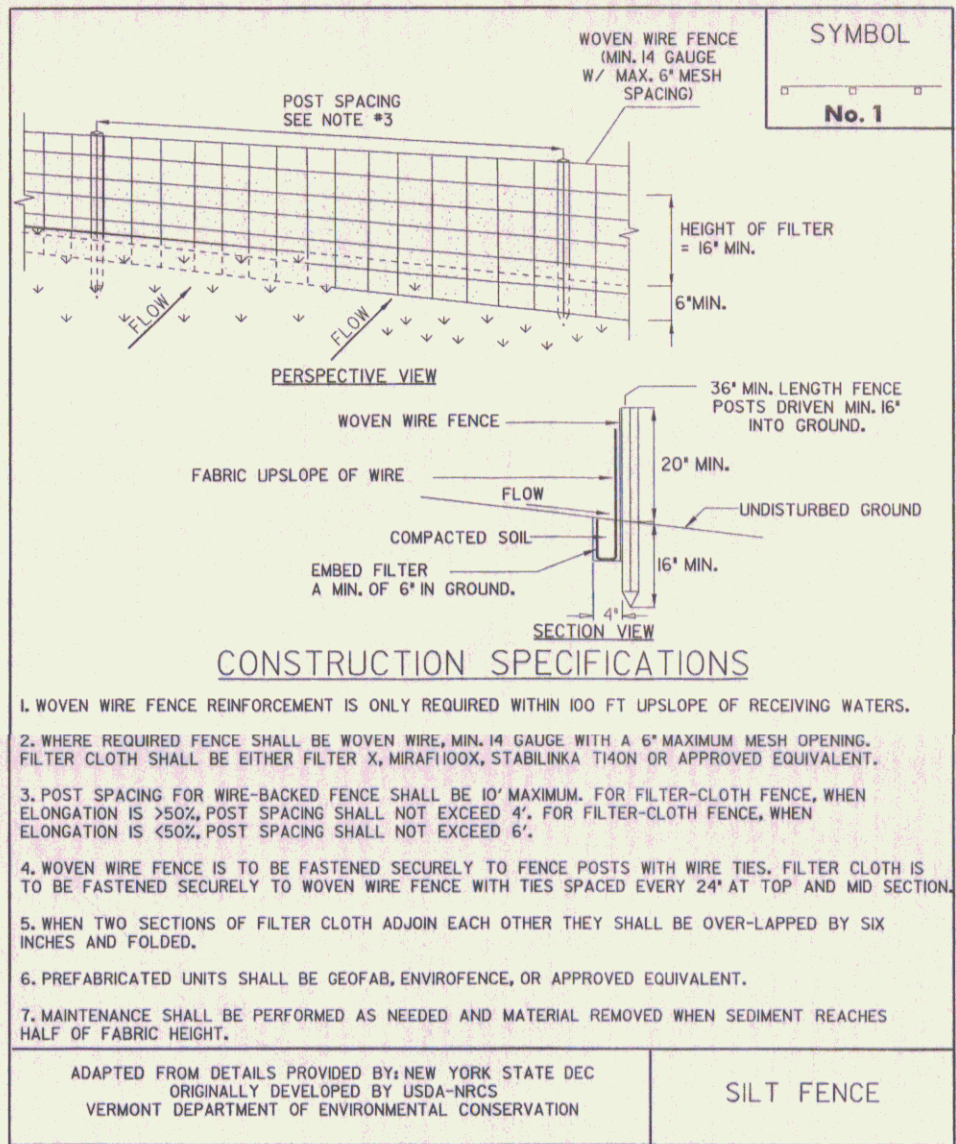 SYMBOL
No. 1
WOVEN WIRE FENCE
(MIN. 14 GAUGE
W/ MAX. 6" MESH
SPACING)
POST SPACING
SEE NOTE #3
HEIGHT OF FILTER
= 16" MIN.
6" MIN.
FLOW
FLOW
PERSPECTIVE VIEW
36" MIN. LENGTH FENCE
POSTS DRIVEN MIN. 16"
INTO GROUND.
WOVEN WIRE FENCE
20" MIN.
FABRIC UPSLOPE OF WIRE
FLOW
UNDISTURBED GROUND
COMPACTED SOIL
16" MIN.
EMBED FILTER
A MIN. OF 6" IN GROUND.
4"
SECTION VIEW
CONSTRUCTION SPECIFICATIONS
1. WOVEN WIRE FENCE REINFORCEMENT IS ONLY REQUIRED WITHIN 100 FT UPSLOPE OF RECEIVING WATERS.
2. WHERE REQUIRED FENCE SHALL BE WOVEN WIRE, MIN. 14 GAUGE WITH A 6" MAXIMUM MESH OPENING.
FILTER CLOTH SHALL BE EITHER FILTER X, MIRAFI100X, STABILINKA T140N OR APPROVED EQUIVALENT.
3. POST SPACING FOR WIRE-BACKED FENCE SHALL BE 10' MAXIMUM. FOR FILTER-CLOTH FENCE, WHEN
ELONGATION IS >50%, POST SPACING SHALL NOT EXCEED 4'. FOR FILTER-CLOTH FENCE, WHEN
ELONGATION IS <50%, POST SPACING SHALL NOT EXCEED 6'.
4. WOVEN WIRE FENCE IS TO BE FASTENED SECURELY TO FENCE POSTS WITH WIRE TIES. FILTER CLOTH IS
TO BE FASTENED SECURELY TO WOVEN WIRE FENCE WITH TIES SPACED EVERY 24" AT TOP AND MID SECTION.
5. WHEN TWO SECTIONS OF FILTER CLOTH ADJOIN EACH OTHER THEY SHALL BE OVER-LAPPED BY SIX
INCHES AND FOLDED.
6. PREFABRICATED UNITS SHALL BE GEOFAB, ENVIROFENCE, OR APPROVED EQUIVALENT.
7. MAINTENANCE SHALL BE PERFORMED AS NEEDED AND MATERIAL REMOVED WHEN SEDIMENT REACHES
HALF OF FABRIC HEIGHT.
ADAPTED FROM DETAILS PROVIDED BY: NEW YORK STATE DEC
ORIGINALLY DEVELOPED BY USDA-NRCS
VERMONT DEPARTMENT OF ENVIRONMENTAL CONSERVATION
SILT FENCE